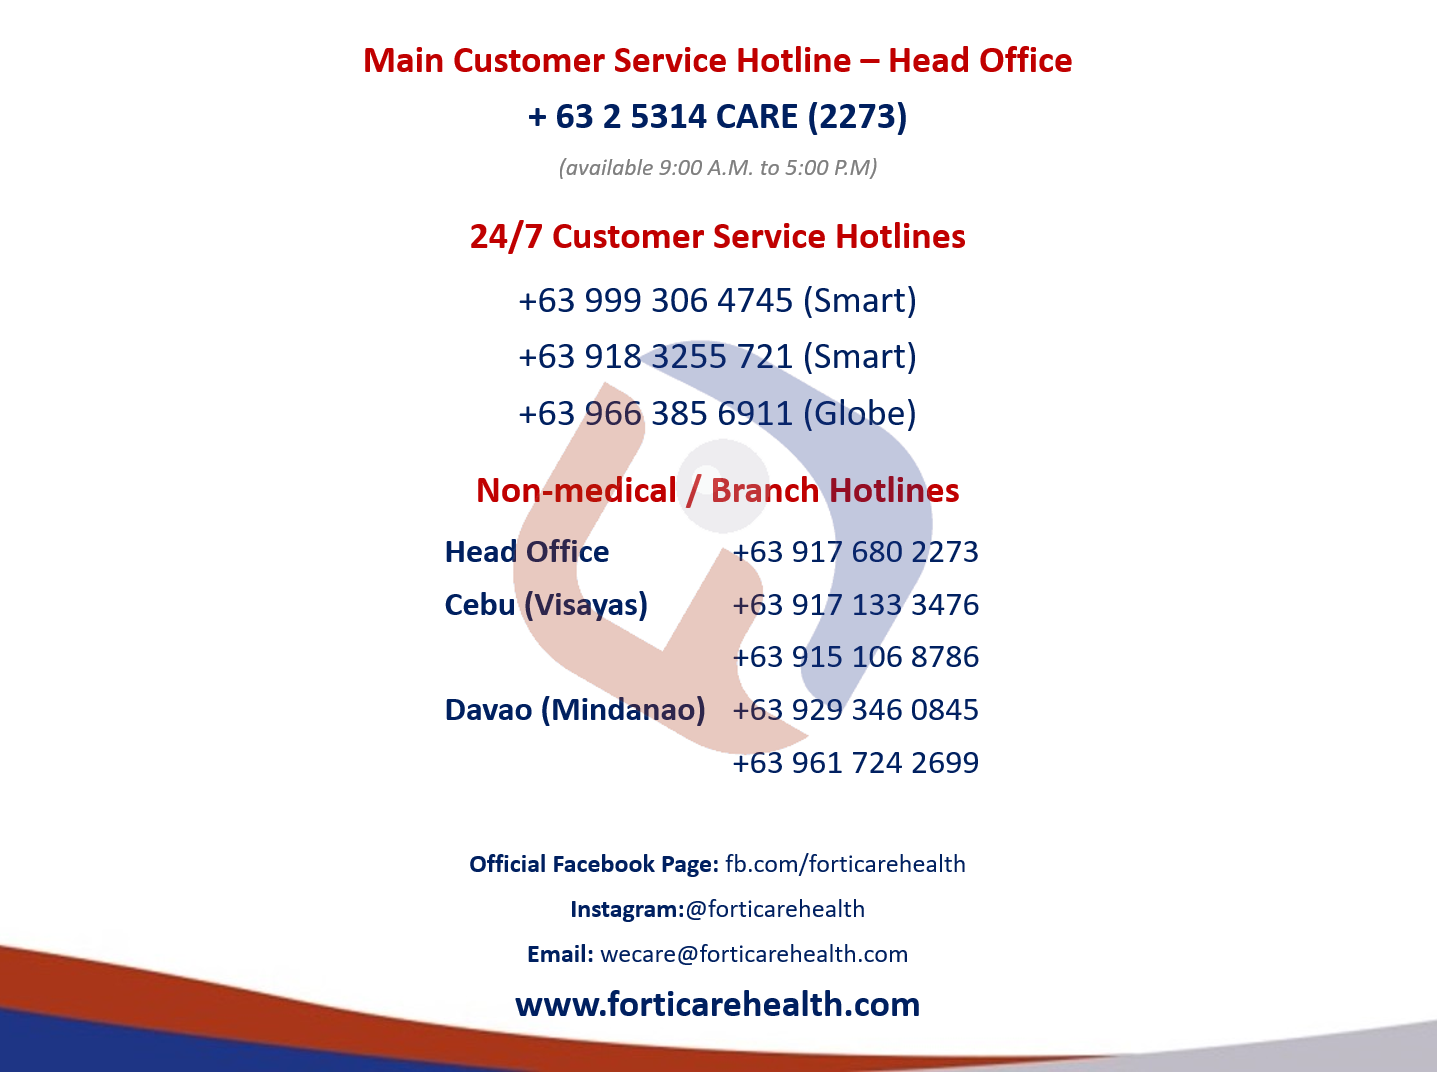 Main Customer Service Hotline – Head Office
+ 63 2 5314 CARE (2273)
(available 9:00 A.M. to 5:00 P.M)
24/7 Customer Service Hotlines
+63 999 306 4745 (Smart)
+63 918 3255 721 (Smart)
+63 966 385 6911 (Globe)
Non-medical / Branch Hotlines
Head Office +63 917 680 2273
Cebu (Visayas) +63 917 133 3476
+63 915 106 8786
Davao (Mindanao) +63 929 346 0845
+63 961 724 2699
Official Facebook Page: fb.com/forticarehealth
Instagram:@forticarehealth
Email: wecare@forticarehealth.com
www.forticarehealth.com